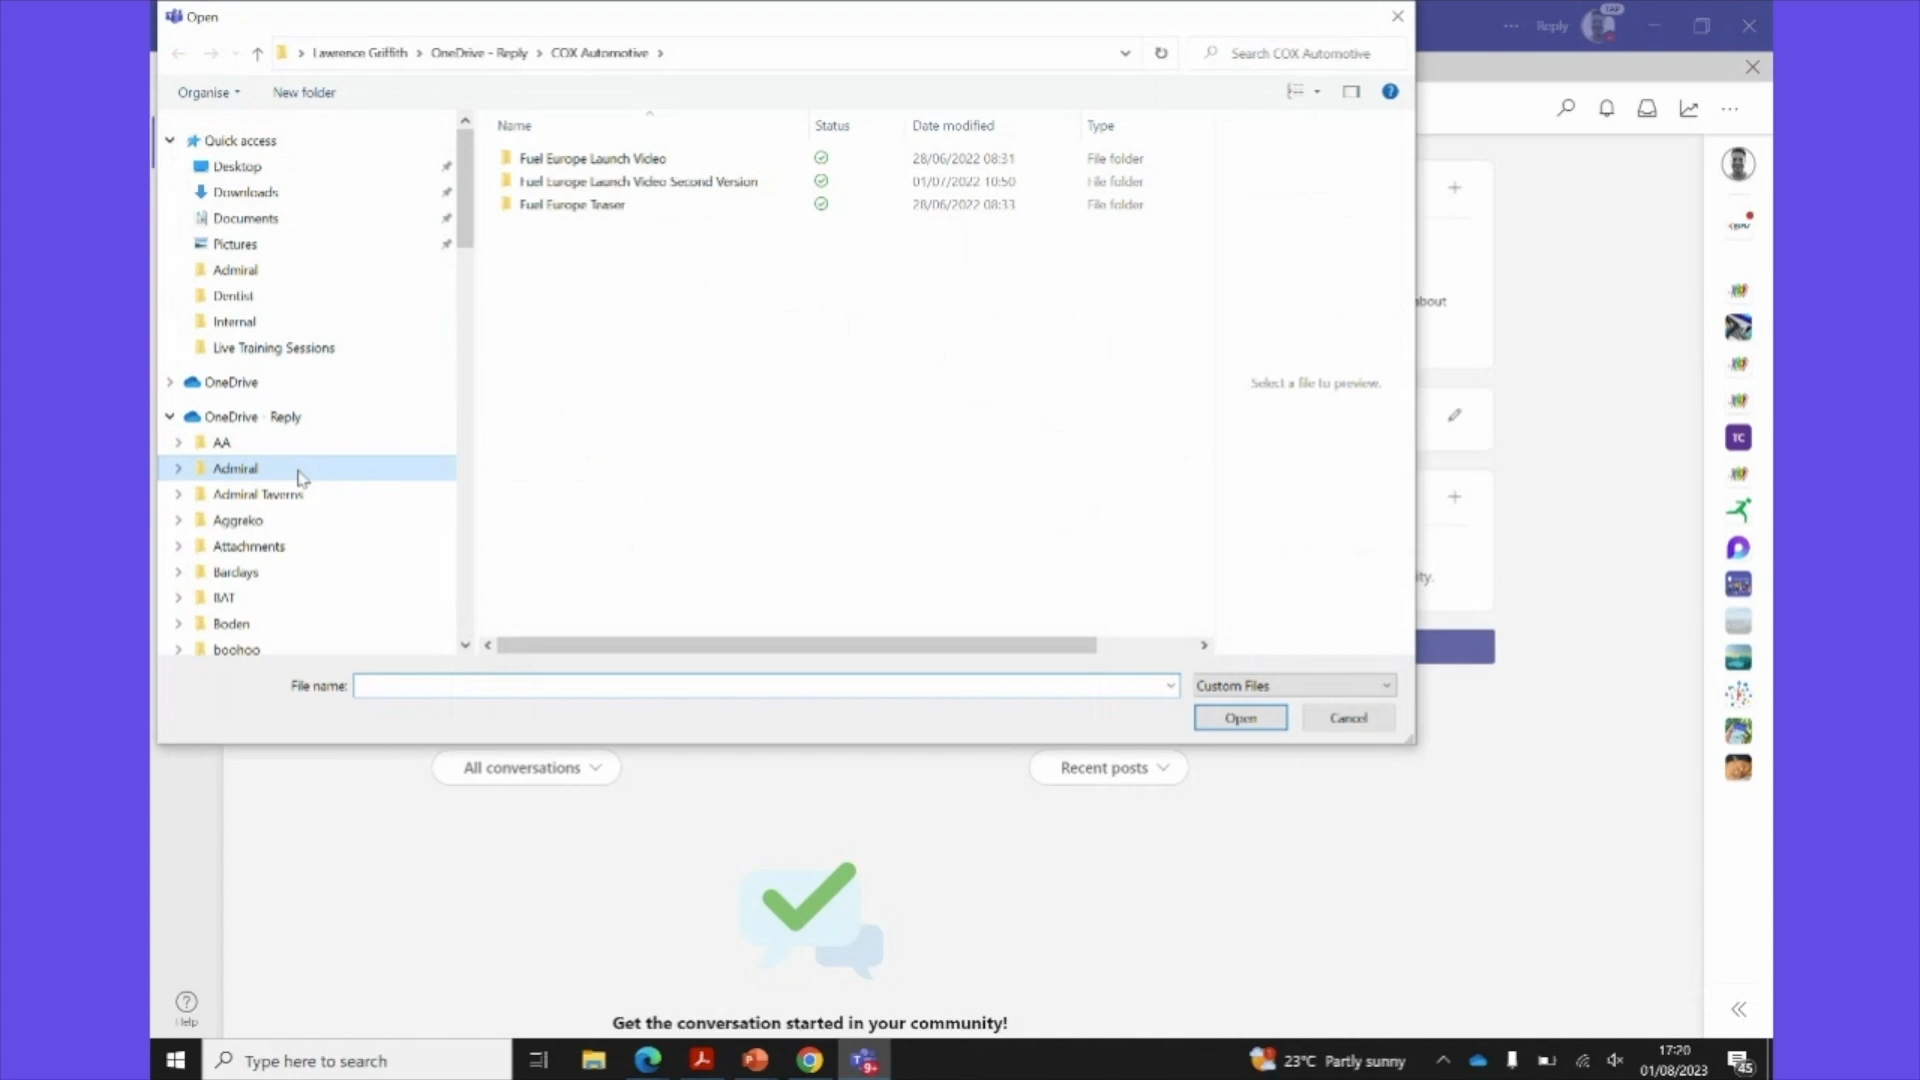 Open
Reply
Lawrence Griffith > OneDrive - Reply > COX Automotive >
Search COX Automotive
Organise
New folder
Name
Status
Date modified
Type
Quick access
Desktop
Downloads
Documents
Pictures
Admiral
Dentist
Internal
Live Training Sessions
OneDrive
OneDrive - Reply
AA
Admiral
Admiral Taverns
Aggreko
Attachments
Barclays
BAT
Boden
boohoo
Fuel Europe Launch Video
28/06/2022 08:31
File folder
Fuel Europe Launch Video Second Version
01/07/2022 10:50
File folder
Fuel Europe Teaser
28/06/2022 08:33
File folder
Select a file to preview.
about
ity.
TC
File name:
Custom Files
Open
Cancel
All conversations
Recent posts
Get the conversation started in your community!
Help
Type here to search
9+
23°C Partly sunny
17:20
01/08/2023
45